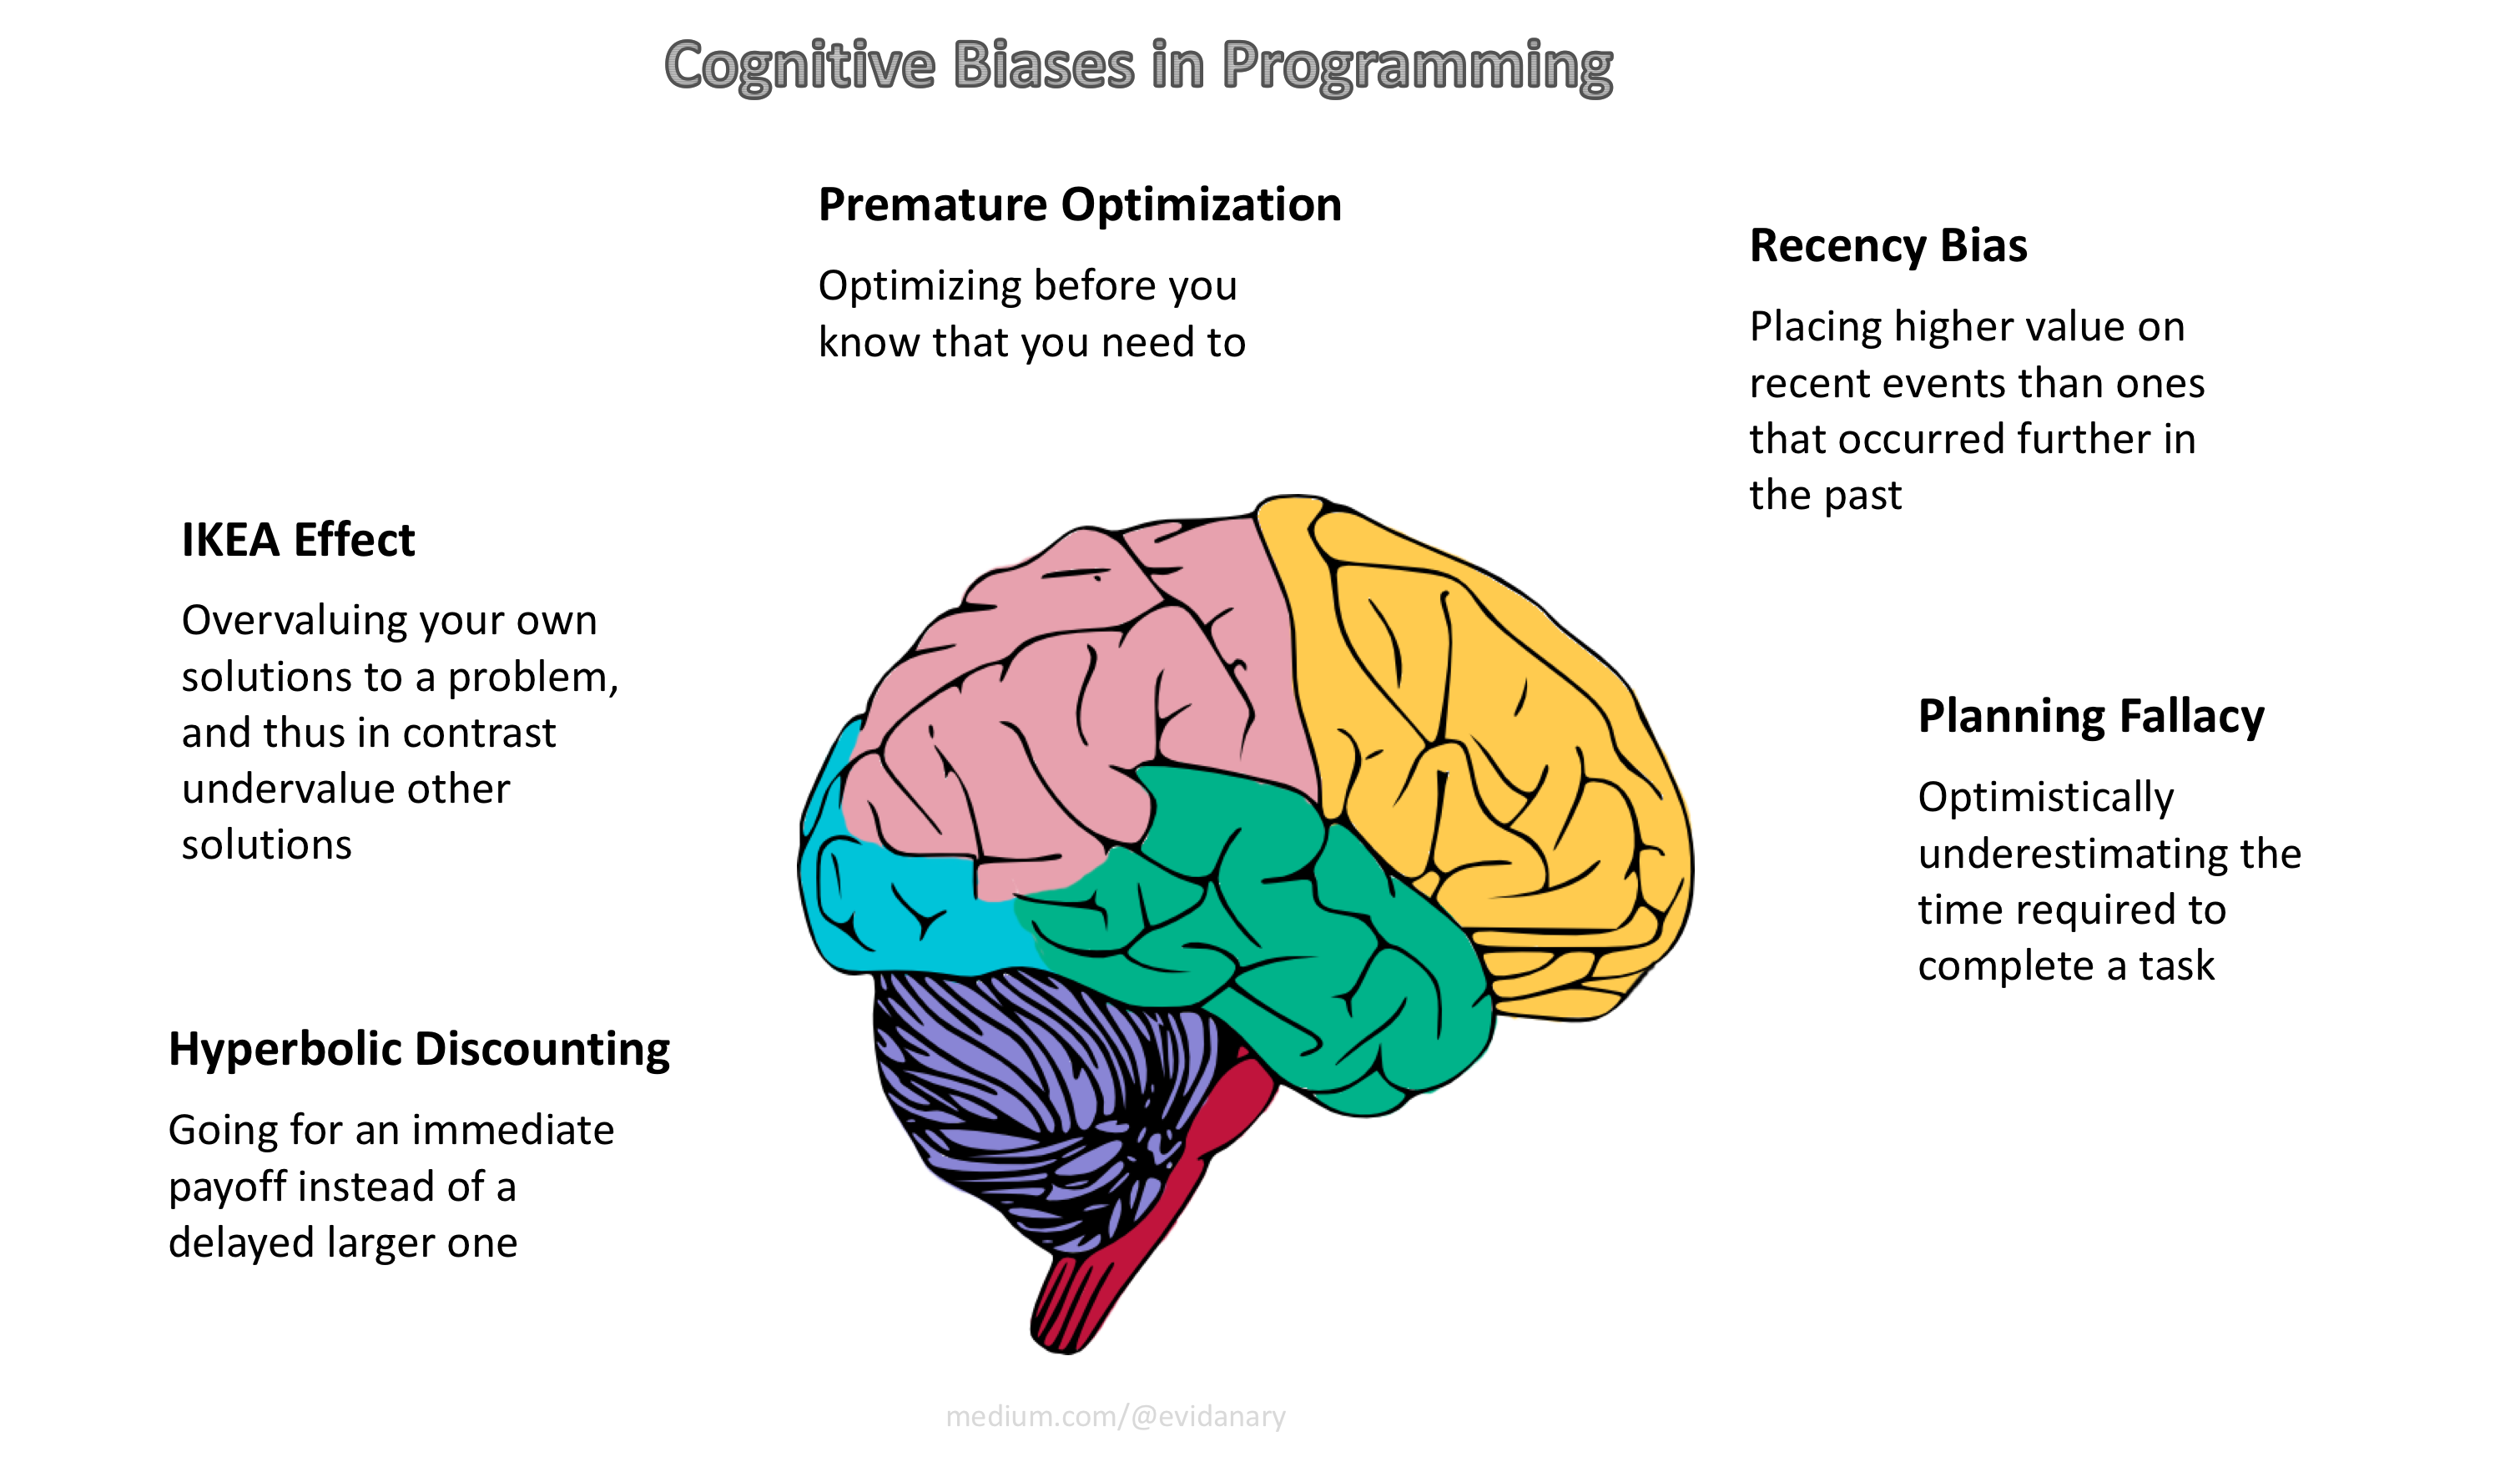 Cognitive Biases in Programming
Premature Optimization
Optimizing before you
know that you need to
Recency Bias
Placing higher value on
recent events than ones
that occurred further in
the past
IKEA Effect
Overvaluing your own
solutions to a problem,
and thus in contrast
undervalue other
solutions
Planning Fallacy
Optimistically
underestimating the
time required to
complete a task
Hyperbolic Discounting
Going for an immediate
payoff instead of a
delayed larger one
medium.com/@evidanary